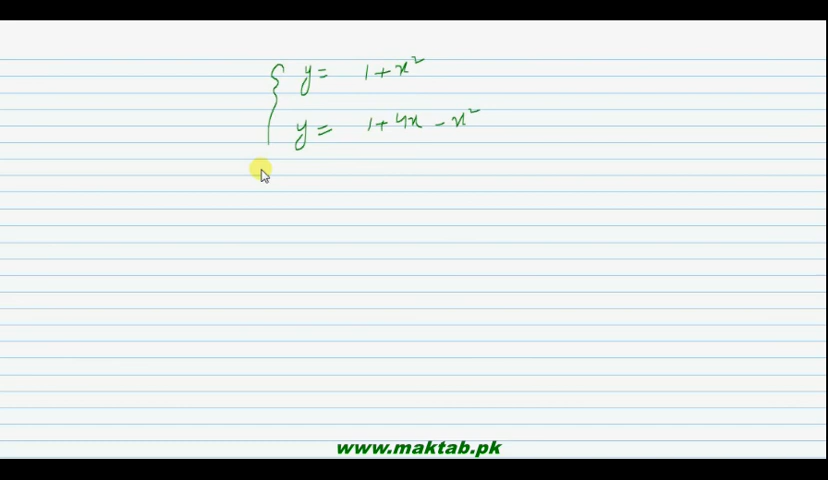 y = 1 + x²
y = 1 + 4x - x²
www.maktab.pk